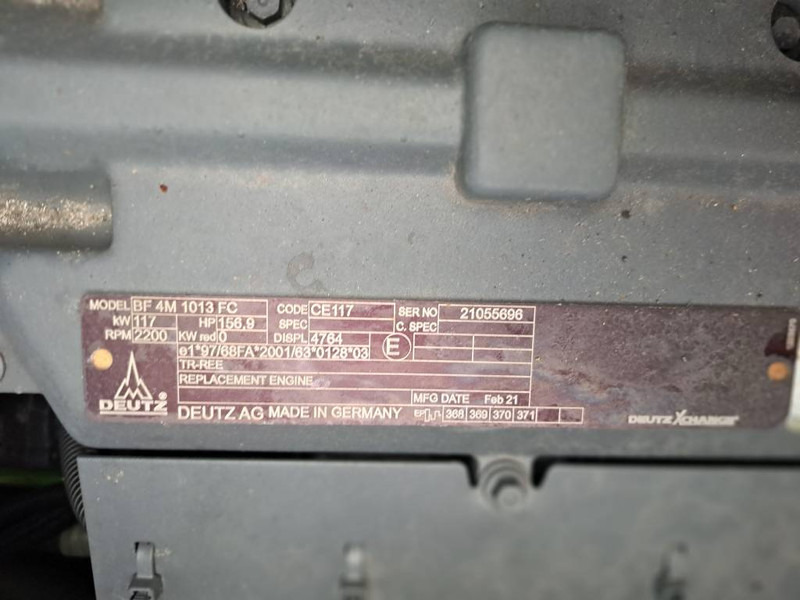 MODEL BF 4M 1013 FC CODE CE117 SER NO 21055696
kW 117 HP 156,9 SPEC C. SPEC
RPM 2200 KW red 0 DISPL 4764 E
e1*97/68FA*2001/63*0128*03
TR-REE
REPLACEMENT ENGINE
MFG DATE Feb 21
DEUTZ® DEUTZ AG MADE IN GERMANY EP 368 369 370 371
DEUTZ XCHANGE